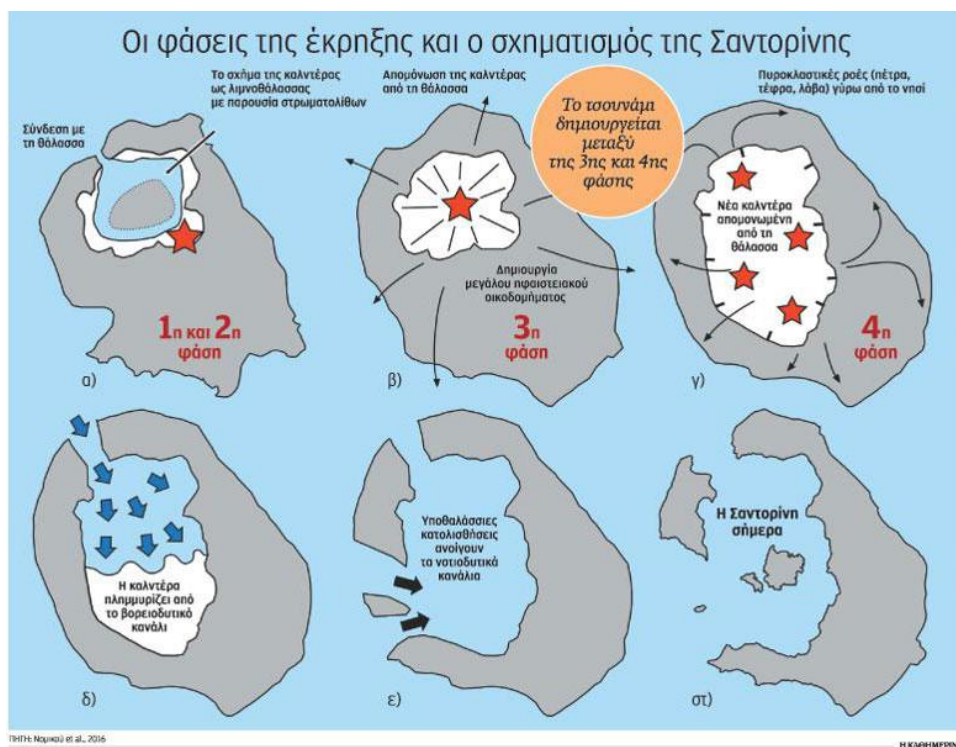 Οι φάσεις της έκρηξης και ο σχηματισμός της Σαντορίνης
Το σχήμα της καλντέρας
ως λιμνοθάλασσας
με παρουσία στρωματολίθων
Σύνδεση με
τη θάλασσα
1η και 2η
φάση
α)
Απομόνωση της καλντέρας
από τη θάλασσα
Το τσουνάμι
δημιουργείται
μεταξύ
της 3ης και 4ης
φάσης
Δημιουργία
μεγάλου ηφαιστειακού
οικοδομήματος
3η
φάση
β)
Πυροκλαστικές ροές (πέτρα,
τέφρα, λάβα) γύρω από το νησί
Νέα καλντέρα
απομονωμένη
από τη
θάλασσα
4η
φάση
γ)
Η καλντέρα
πλημμυρίζει από
το βορειοδυτικό
κανάλι
δ)
Υποθαλάσσιες
κατολισθήσεις
ανοίγουν
τα νοτιοδυτικά
κανάλια
ε)
Η Σαντορίνη
σήμερα
στ)
ΠΗΓΗ: Νομικού et al., 2016
Η ΚΑΘΗΜΕΡΙΝ